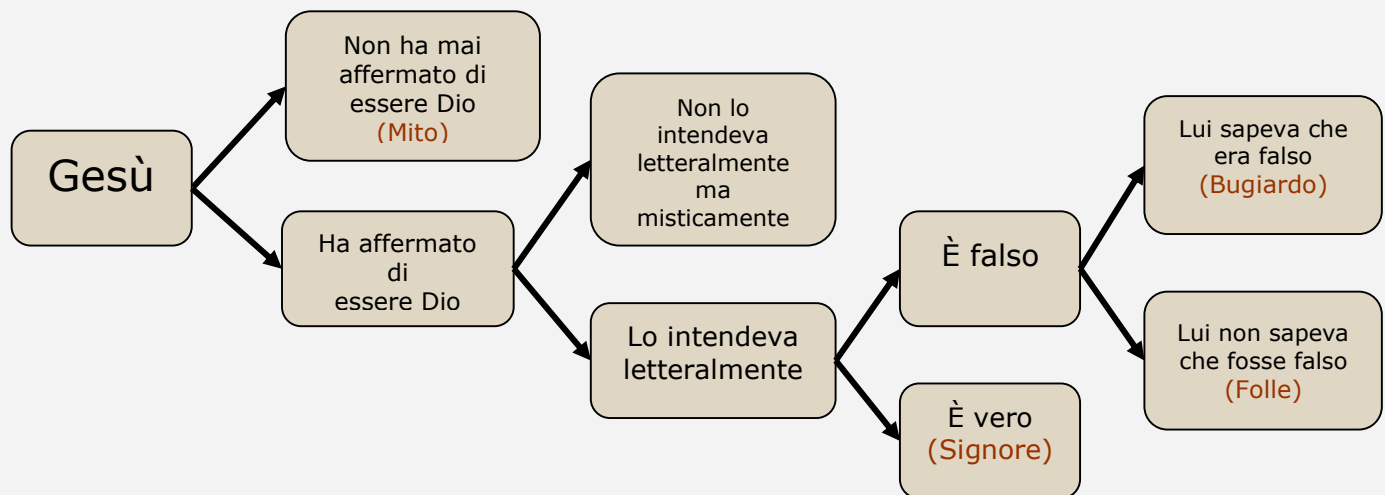 Gesù
Non ha mai
affermato di
essere Dio
(Mito)
Ha affermato
di
essere Dio
Non lo
intendeva
letteralmente
ma
misticamente
Lo intendeva
letteralmente
È falso
È vero
(Signore)
Lui sapeva che
era falso
(Bugiardo)
Lui non sapeva
che fosse falso
(Folle)